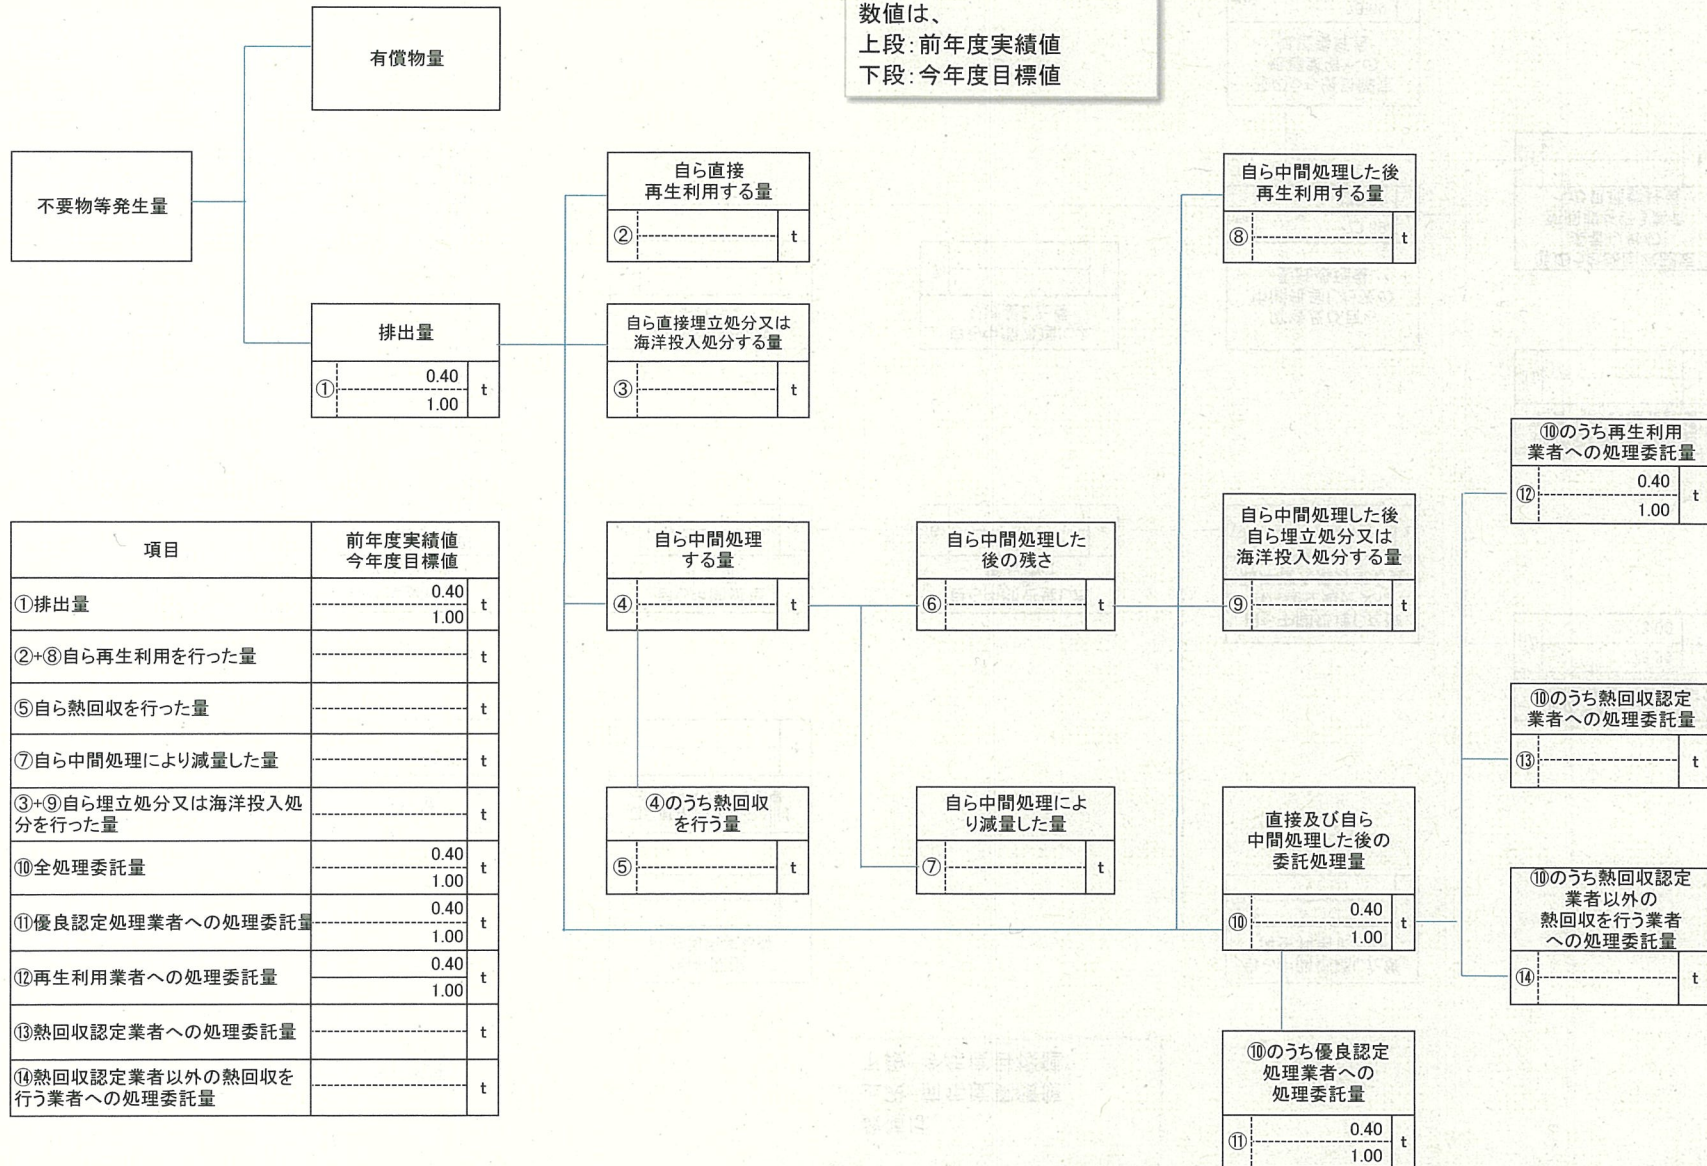 数値は、
上段:前年度実績値
下段:今年度目標値
有償物量
不要物等発生量
排出量
① 0.40 t
1.00
自ら直接
再生利用する量
② t
自ら直接埋立処分又は
海洋投入処分する量
③ t
自ら中間処理
する量
④ t
④のうち熱回収
を行う量
⑤ t
自ら中間処理した
後の残さ
⑥ t
自ら中間処理によ
り減量した量
⑦ t
自ら中間処理した後
再生利用する量
⑧ t
自ら中間処理した後
自ら埋立処分又は
海洋投入処分する量
⑨ t
直接及び自ら
中間処理した後の
委託処理量
⑩ 0.40 t
1.00
⑩のうち優良認定
処理業者への
処理委託量
⑪ 0.40 t
1.00
⑩のうち再生利用
業者への処理委託量
⑫ 0.40 t
1.00
⑩のうち熱回収認定
業者への処理委託量
⑬ t
⑩のうち熱回収認定
業者以外の
熱回収を行う業者
への処理委託量
⑭ t
項目 前年度実績値
今年度目標値
①排出量 0.40 t
1.00
②+⑧自ら再生利用を行った量 t
⑤自ら熱回収を行った量 t
⑦自ら中間処理により減量した量 t
③+⑨自ら埋立処分又は海洋投入処
分を行った量 t
⑩全処理委託量 0.40 t
1.00
⑪優良認定処理業者への処理委託量 0.40 t
1.00
⑫再生利用業者への処理委託量 0.40 t
1.00
⑬熱回収認定業者への処理委託量 t
⑭熱回収認定業者以外の熱回収を
行う業者への処理委託量 t